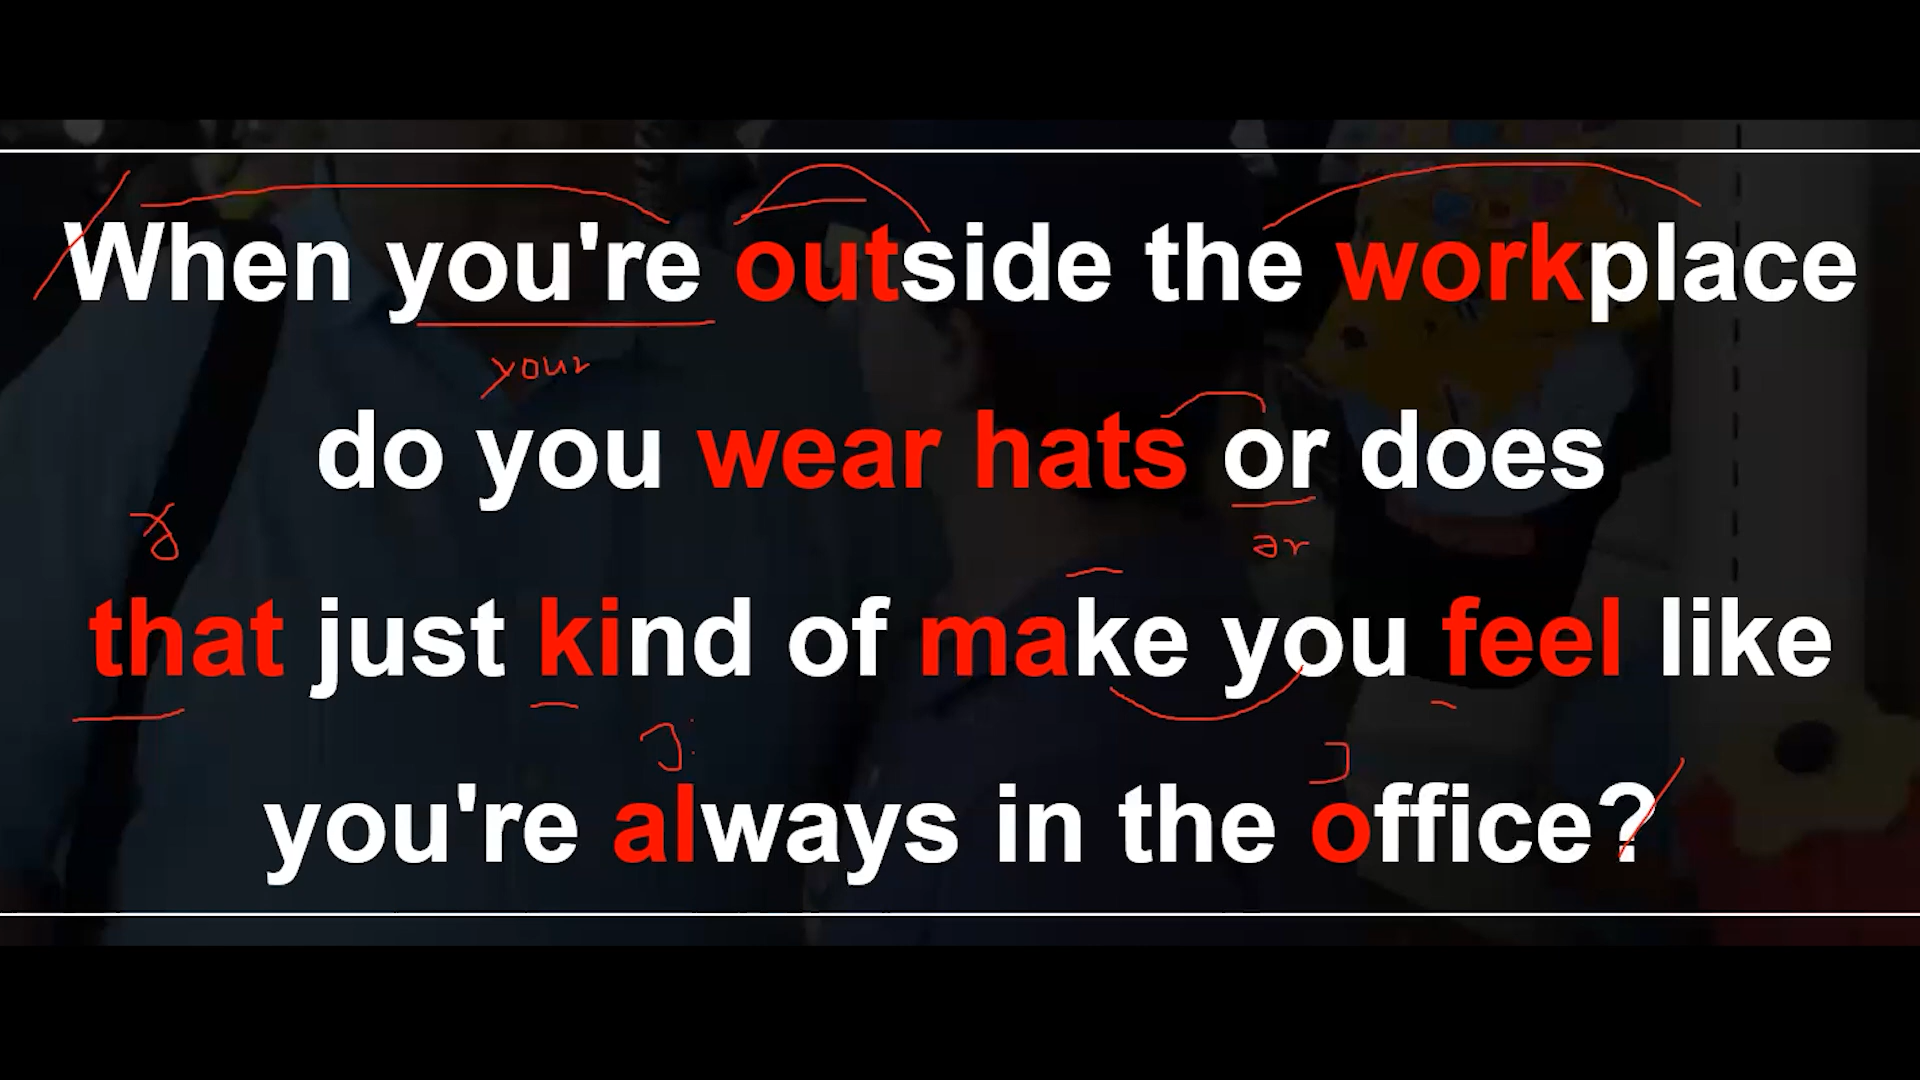 When you're outside the workplace
your
do you wear hats or does
ər
that just kind of make you feel like
you're always in the office?